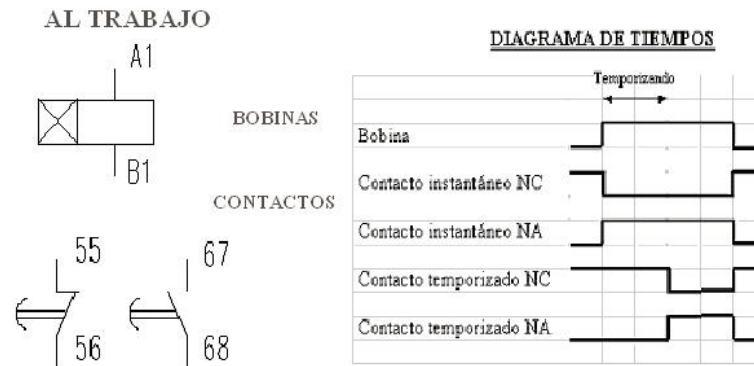 AL TRABAJO
A1
BOBINAS
B1
CONTACTOS
55
67
56
68
DIAGRAMA DE TIEMPOS
Temporizando
Bobina
Contacto instantáneo NC
Contacto instantáneo NA
Contacto temporizado NC
Contacto temporizado NA